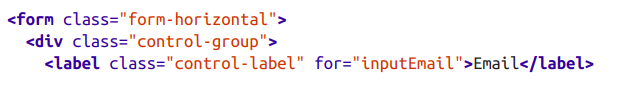 <form class="form-horizontal">
  <div class="control-group">
    <label class="control-label" for="inputEmail">Email</label>